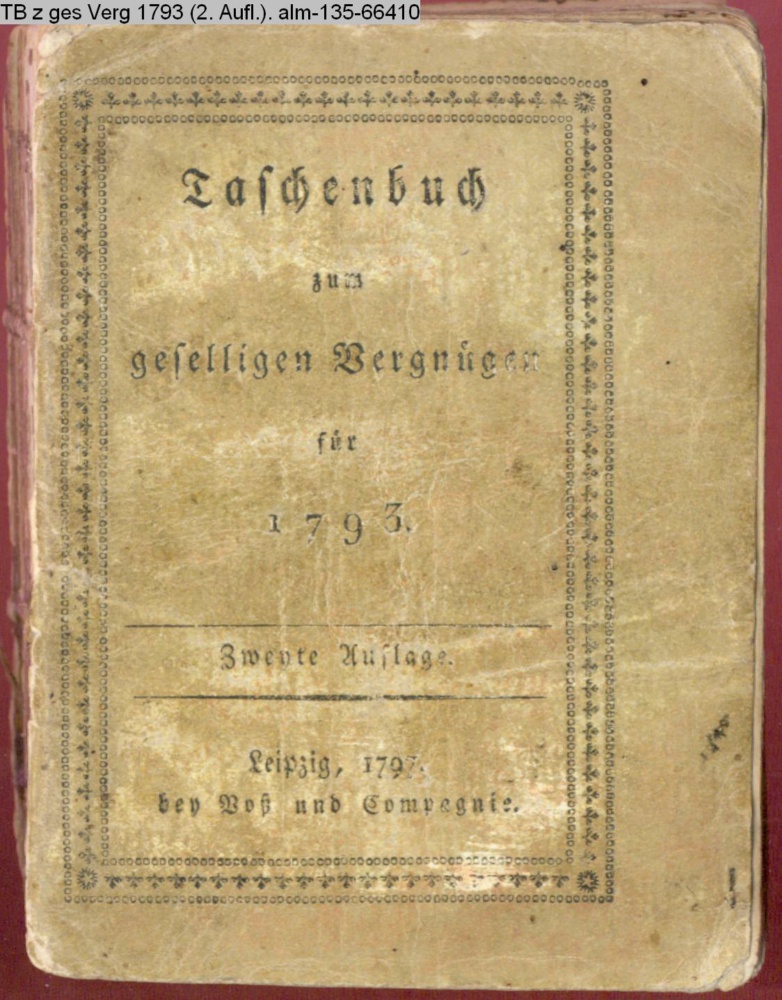 TB z ges Verg 1793 (2. Aufl.). alm-135-66410
Taschenbuch
zum
geselligen Vergnügen
für
1793.
Zweyte Auflage.
Leipzig,
bey Voß und Compagnie.